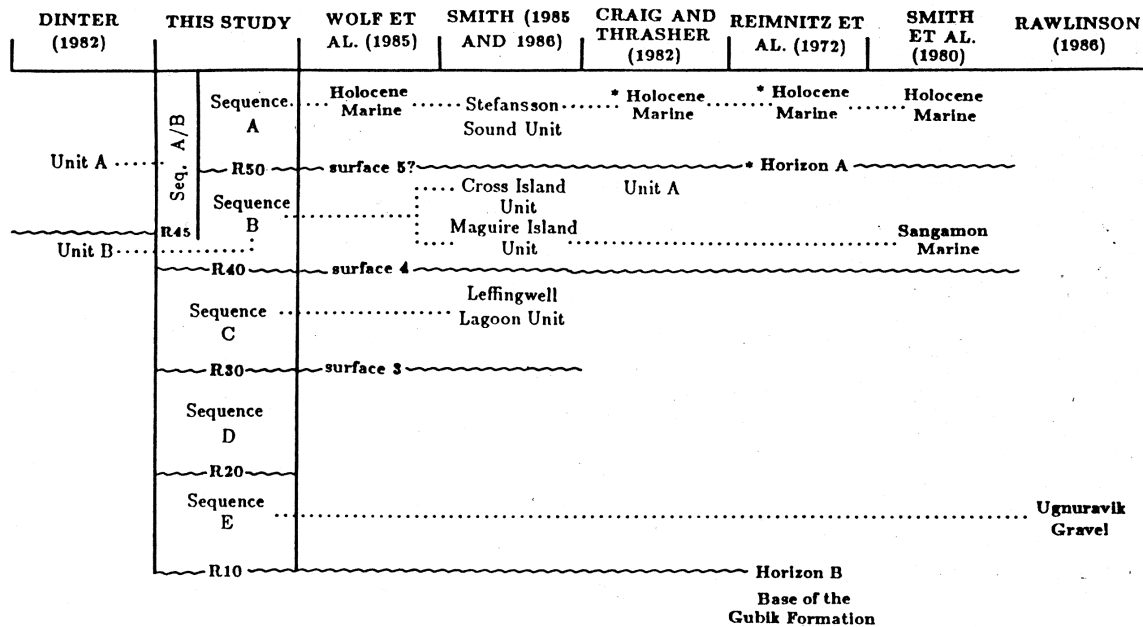 DINTER (1982)
THIS STUDY
WOLF ET AL. (1985)
SMITH (1985 AND 1986)
CRAIG AND THRASHER (1982)
REIMNITZ ET AL. (1972)
SMITH ET AL. (1980)
RAWLINSON (1986)
Seq. A/B
Sequence A
Holocene Marine
Stefansson Sound Unit
* Holocene Marine
* Holocene Marine
Holocene Marine
Unit A
R50
surface 5?
* Horizon A
Sequence B
Cross Island Unit
Unit A
Maguire Island Unit
Sangamon Marine
R45
Unit B
R40
surface 4
Sequence C
Leffingwell Lagoon Unit
R30
surface 3
Sequence D
R20
Sequence E
Ugnuravik Gravel
R10
Horizon B
Base of the Gubik Formation